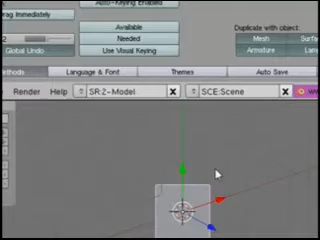 Drag Immediately
Auto-Keying Enabled
Global Undo
Available
Needed
Use Visual Keying
Duplicate with object:
Mesh
Armature
Language & Font
Themes
Auto Save
Render
Help
SR:2-Model
X
SCE:Scene
X